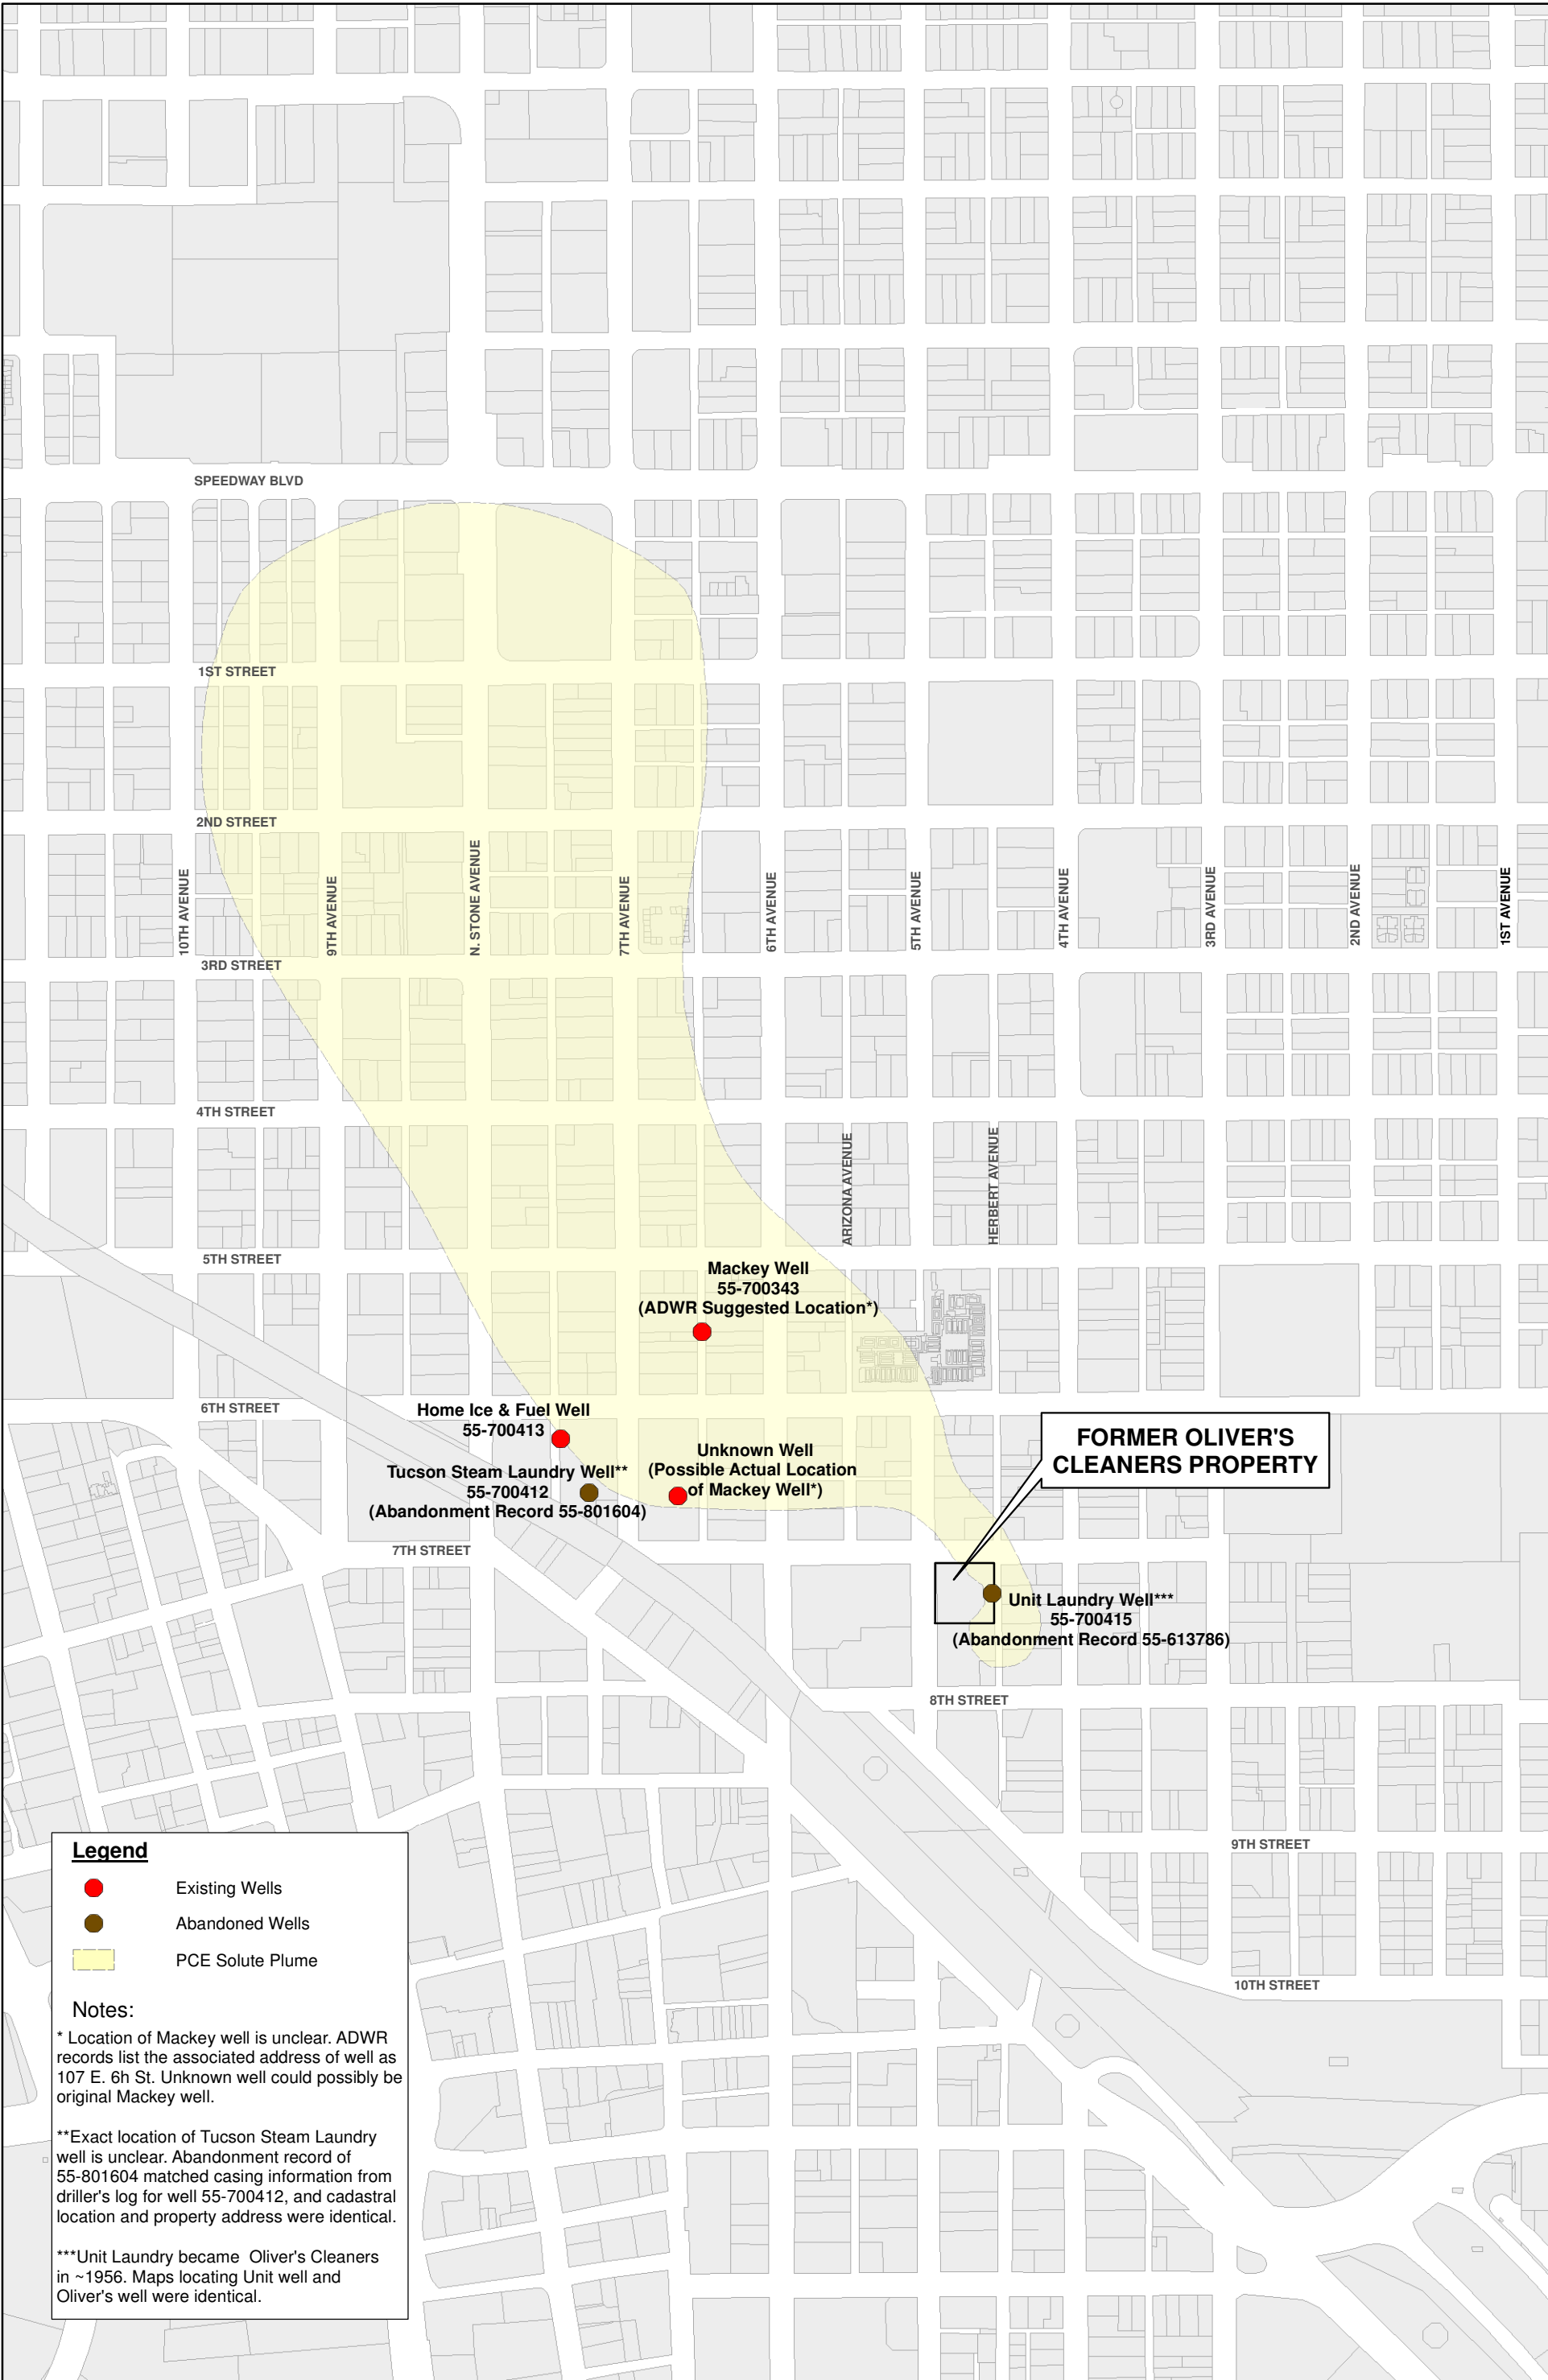 SPEEDWAY BLVD
1ST STREET
2ND STREET
10TH AVENUE
9TH AVENUE
N. STONE AVENUE
7TH AVENUE
6TH AVENUE
5TH AVENUE
4TH AVENUE
3RD AVENUE
2ND AVENUE
1ST AVENUE
3RD STREET
4TH STREET
ARIZONA AVENUE
HERBERT AVENUE
5TH STREET
Mackey Well
55-700343
(ADWR Suggested Location*)
6TH STREET
Home Ice & Fuel Well
55-700413
Unknown Well
(Possible Actual Location
of Mackey Well*)
Tucson Steam Laundry Well**
55-700412
(Abandonment Record 55-801604)
FORMER OLIVER'S
CLEANERS PROPERTY
7TH STREET
Unit Laundry Well***
55-700415
(Abandonment Record 55-613786)
8TH STREET
9TH STREET
10TH STREET
Legend
Existing Wells
Abandoned Wells
PCE Solute Plume
Notes:
* Location of Mackey well is unclear. ADWR
records list the associated address of well as
107 E. 6h St. Unknown well could possibly be
original Mackey well.
**Exact location of Tucson Steam Laundry
well is unclear. Abandonment record of
55-801604 matched casing information from
driller's log for well 55-700412, and cadastral
location and property address were identical.
***Unit Laundry became Oliver's Cleaners
in ~1956. Maps locating Unit well and
Oliver's well were identical.